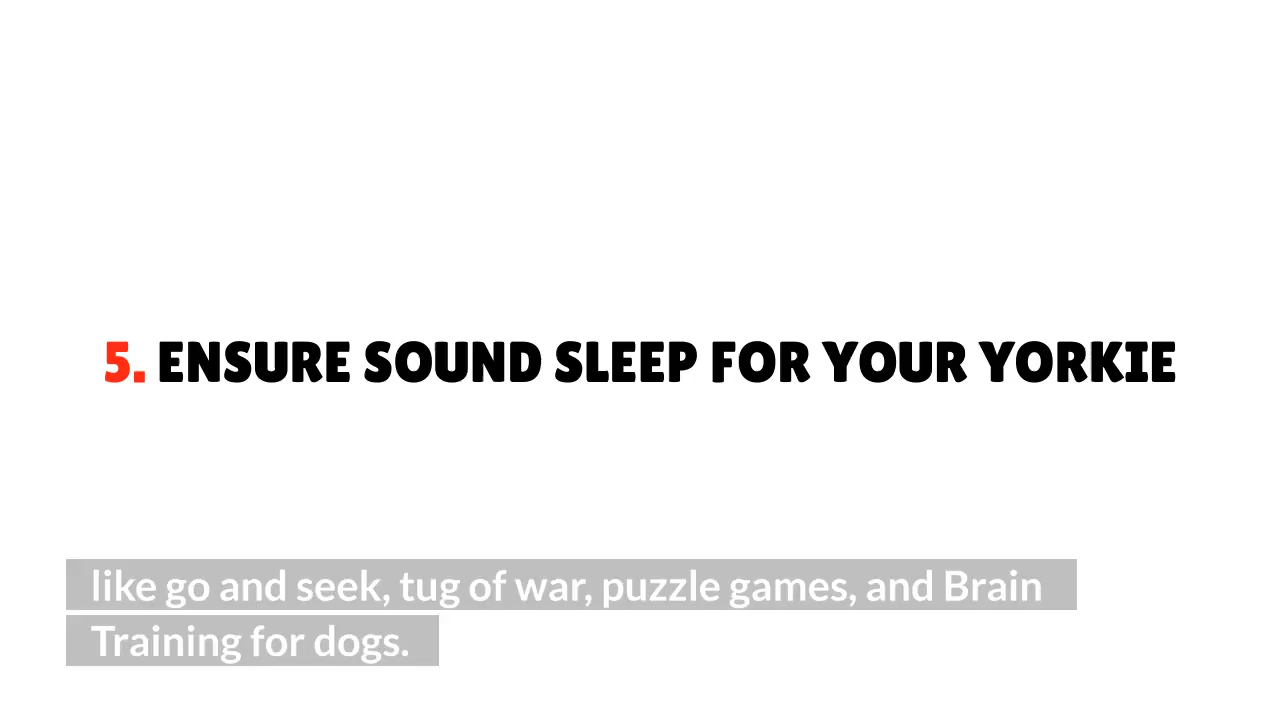 5. ENSURE SOUND SLEEP FOR YOUR YORKIE
like go and seek, tug of war, puzzle games, and Brain
Training for dogs.